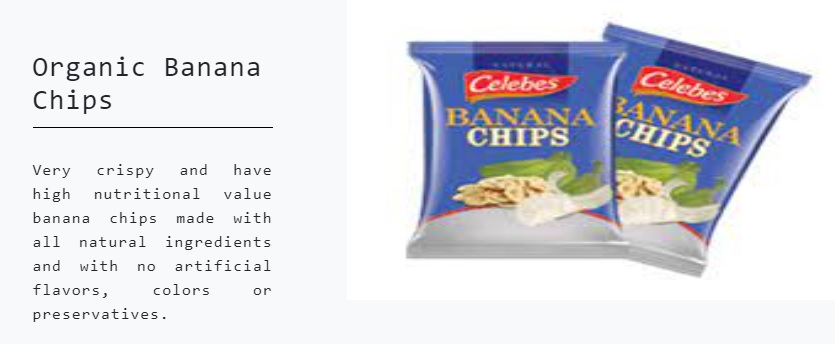 Organic Banana
Chips
Very crispy and have
high nutritional value
banana chips made with
all natural ingredients
and with no artificial
flavors, colors or
preservatives.
NATURAL
Celebes
BANANA
CHIPS
NATURAL
Celebes
BANANA
CHIPS